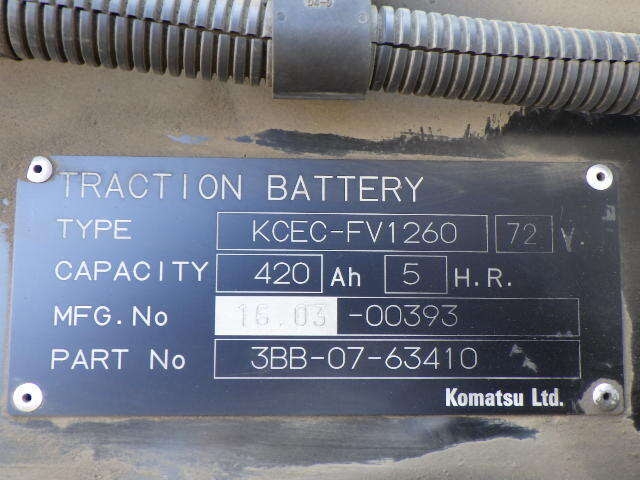 TRACTION BATTERY
TYPE KCEC-FV1260 72 V.
CAPACITY 420 Ah 5 H.R.
MFG.No 16.03 -00393
PART No 3BB-07-63410
Komatsu Ltd.